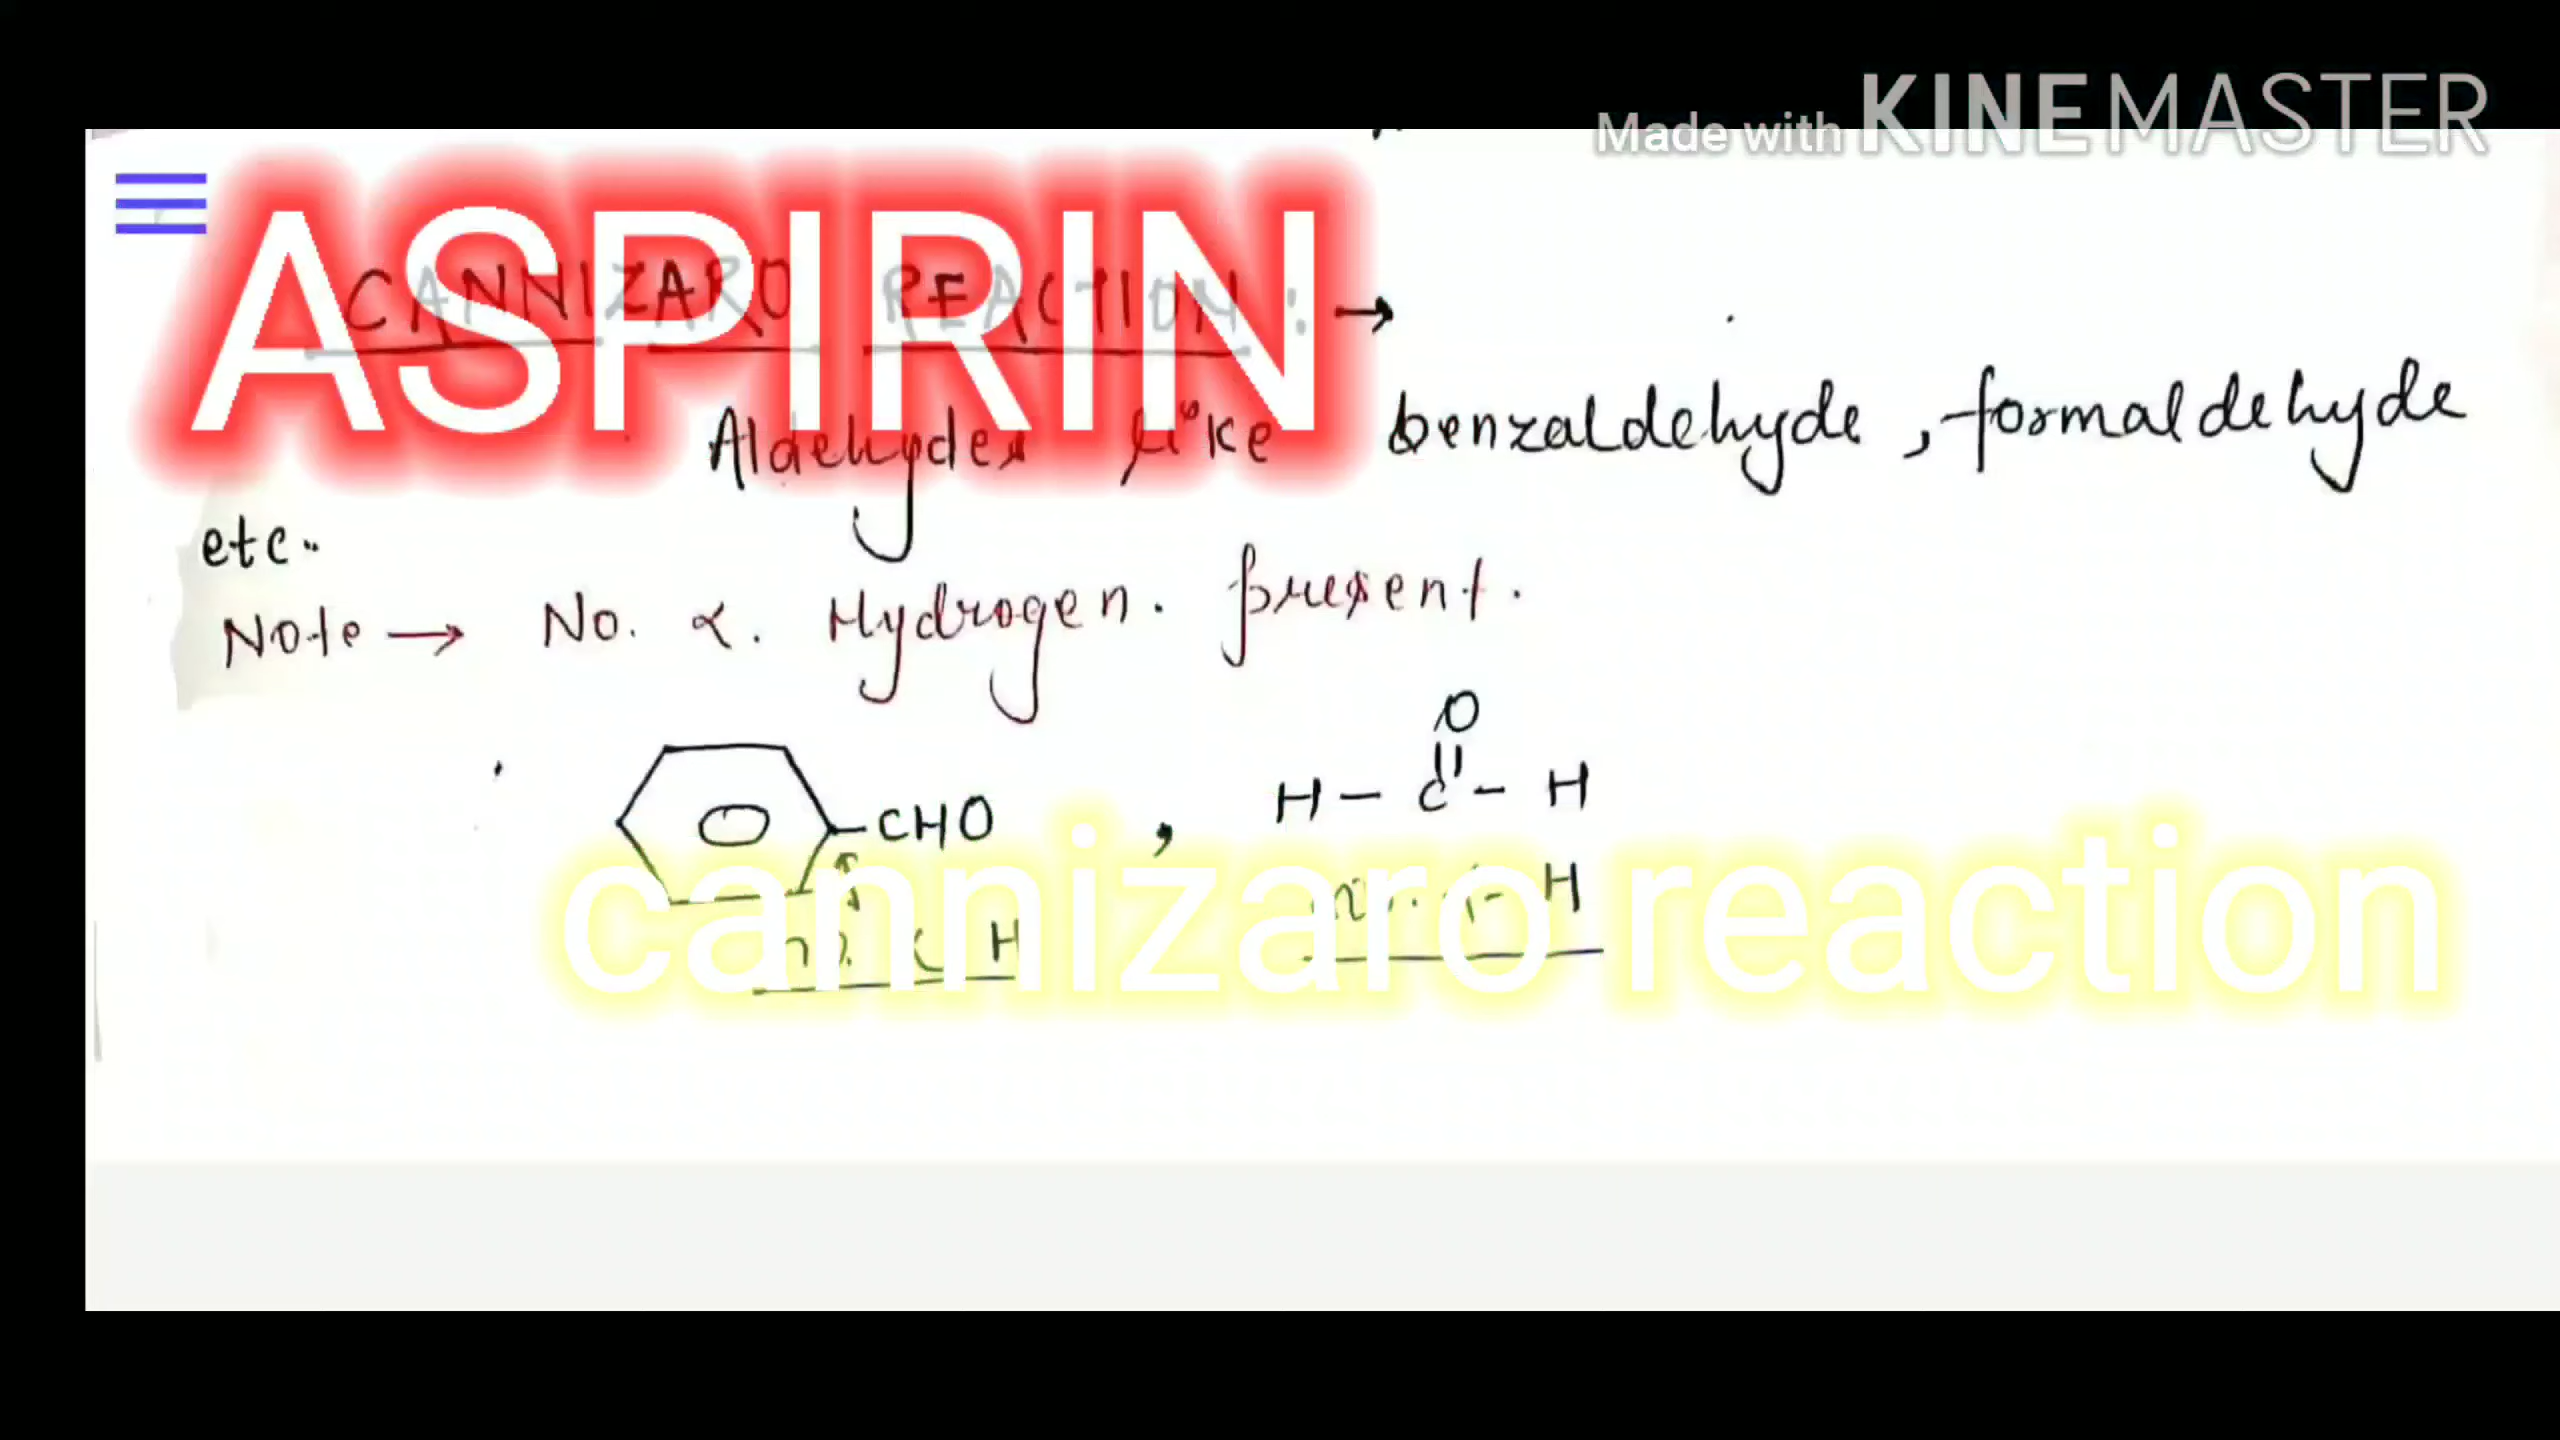 Made with KINEMASTER
ASPIRIN
CANNIZARO REACTION : →
Aldehydes like benzaldehyde, formaldehyde
etc..
Note → No. α. Hydrogen. present.
O
CHO , H - C - H
H
H
cannizaro reaction